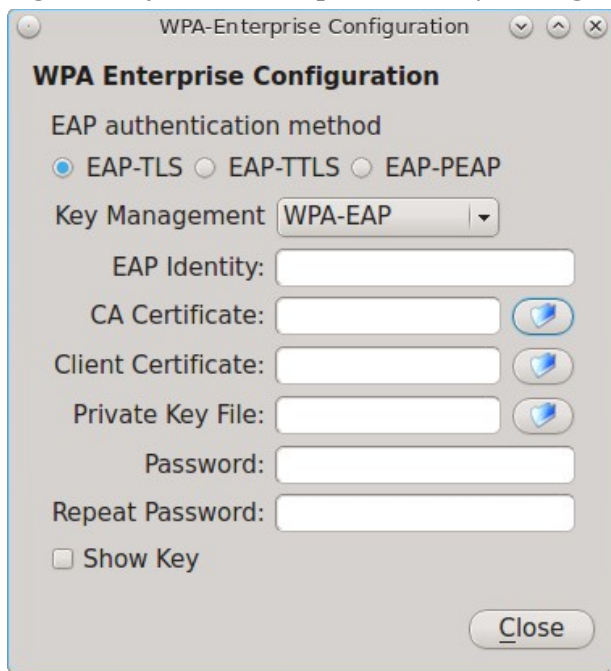 WPA-Enterprise Configuration
WPA Enterprise Configuration
EAP authentication method
EAP-TLS EAP-TTLS EAP-PEAP
Key Management WPA-EAP
EAP Identity:
CA Certificate:
Client Certificate:
Private Key File:
Password:
Repeat Password:
Show Key
Close